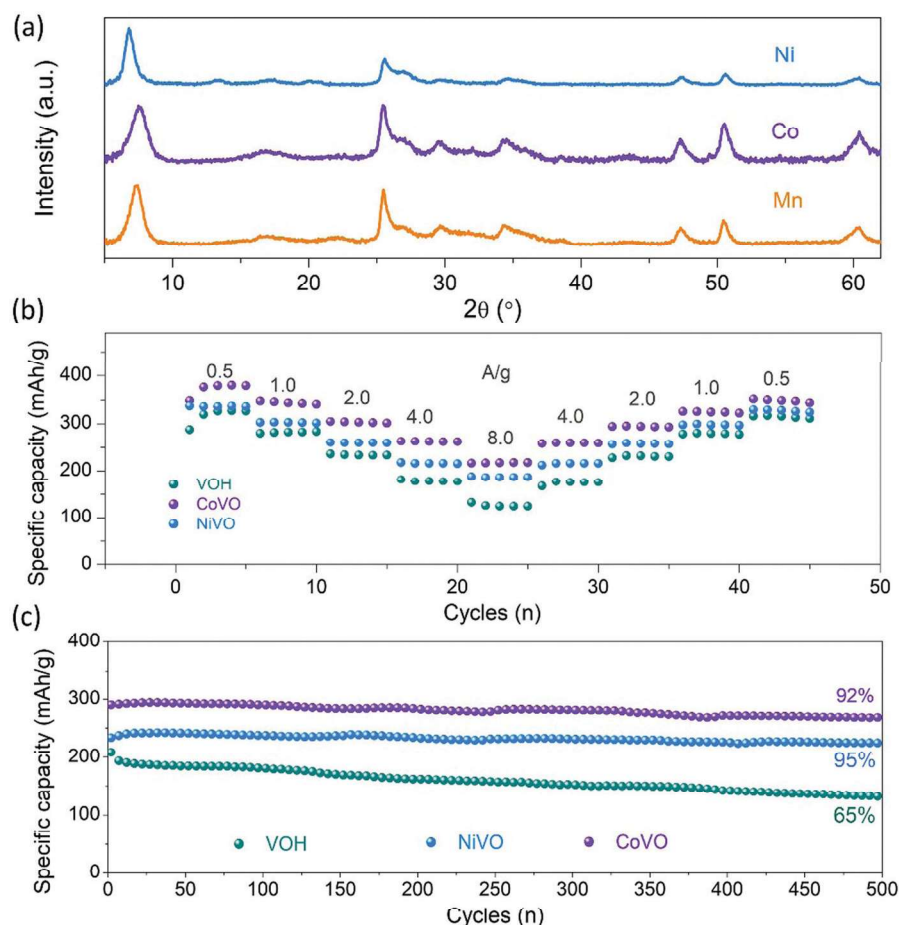 (a)
Intensity (a.u.)
Ni
Co
Mn
10 20 30 40 50 60
2θ (°)
(b)
Specific capacity (mAh/g)
400
300
200
100
0
0.5 1.0 2.0 4.0 8.0 4.0 2.0 1.0 0.5
A/g
VOH
CoVO
NiVO
0 10 20 30 40 50
Cycles (n)
(c)
Specific capacity (mAh/g)
400
300
200
100
0
92%
95%
65%
VOH NiVO CoVO
0 50 100 150 200 250 300 350 400 450 500
Cycles (n)